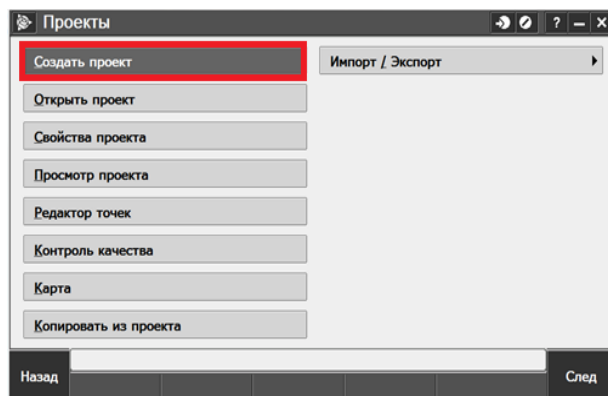 Проекты
? – X
Создать проект
Импорт / Экспорт
Открыть проект
Свойства проекта
Просмотр проекта
Редактор точек
Контроль качества
Карта
Копировать из проекта
Назад
След